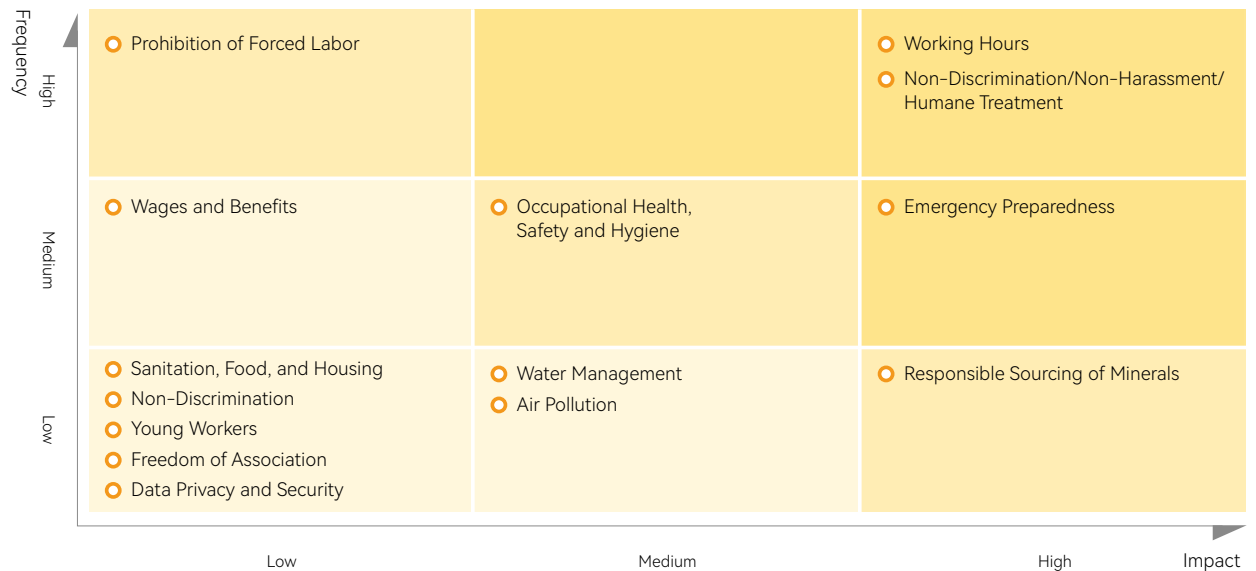 Frequency
High
Prohibition of Forced Labor
Working Hours
Non-Discrimination/Non-Harassment/
Humane Treatment
Medium
Wages and Benefits
Occupational Health,
Safety and Hygiene
Emergency Preparedness
Low
Sanitation, Food, and Housing
Non-Discrimination
Young Workers
Freedom of Association
Data Privacy and Security
Water Management
Air Pollution
Responsible Sourcing of Minerals
Low
Medium
High
Impact